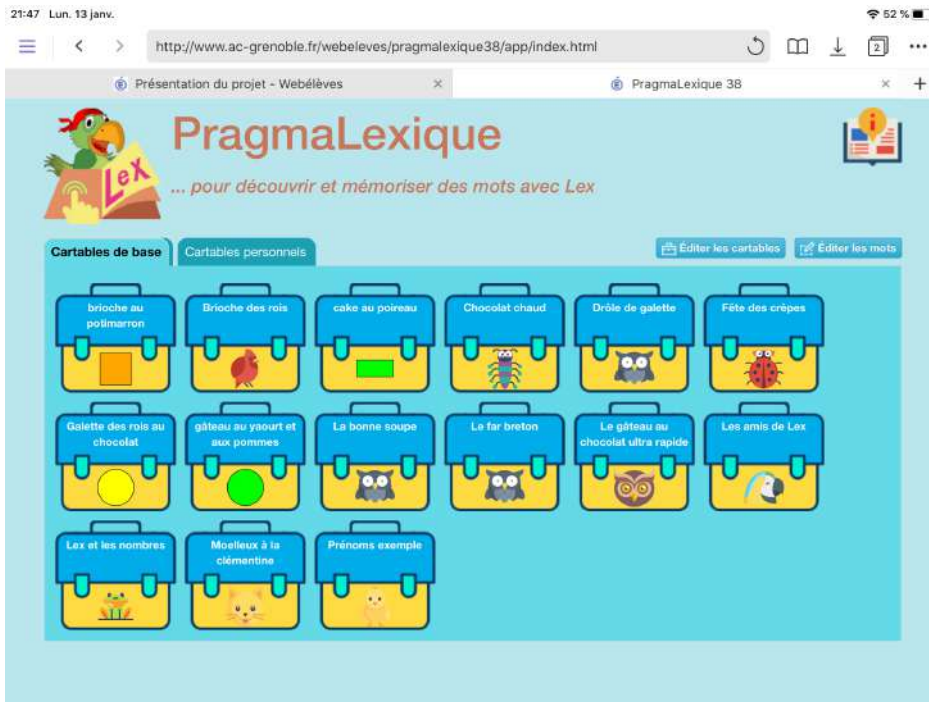 21:47 Lun. 13 janv.
52 %
http://www.ac-grenoble.fr/webeleves/pragmalexique38/app/index.html
2
Présentation du projet - Webélèves
PragmaLexique 38
PragmaLexique
... pour découvrir et mémoriser des mots avec Lex
Lex
i
Cartables de base
Cartables personnels
Éditer les cartables
Éditer les mots
brioche au
potimarron
Brioche des rois
cake au poireau
Chocolat chaud
Drôle de galette
Fête des crêpes
Galette des rois au
chocolat
gâteau au yaourt et
aux pommes
La bonne soupe
Le far breton
Le gâteau au
chocolat ultra rapide
Les amis de Lex
Lex et les nombres
Moelleux à la
clémentine
Prénoms exemple